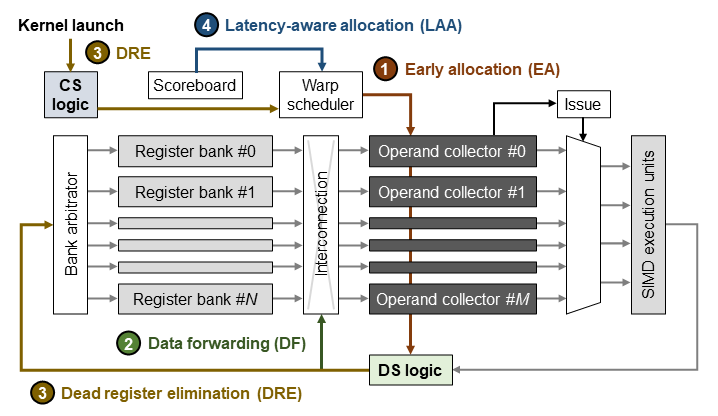 Kernel launch
4 Latency-aware allocation (LAA)
3 DRE
CS
logic
Scoreboard
Warp
scheduler
1 Early allocation (EA)
Issue
Bank arbitrator
Register bank #0
Register bank #1
Register bank #N
Interconnection
Operand collector #0
Operand collector #1
Operand collector #M
SIMD execution units
2 Data forwarding (DF)
DS logic
3 Dead register elimination (DRE)